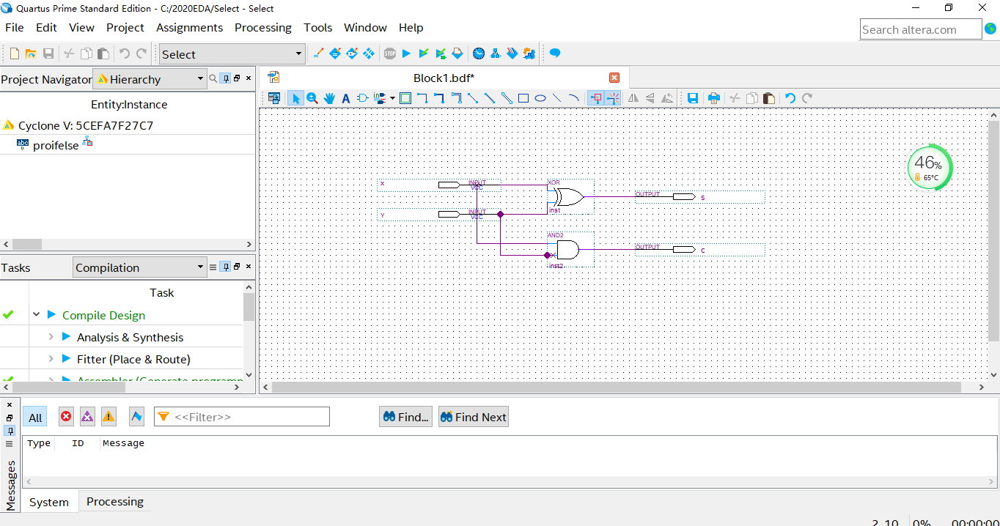 Quartus Prime Standard Edition - C:/2020EDA/Select - Select
File Edit View Project Assignments Processing Tools Window Help
Search altera.com
Select
STOP
Project Navigator Hierarchy
Block1.bdf*
Entity:Instance
Cyclone V: 5CEFA7F27C7
abc proifelse
X INPUT VCC
XOR
inst
OUTPUT S
Y INPUT VCC
AND2
inst2
OUTPUT C
46%
65°C
Tasks Compilation
Task
Compile Design
Analysis & Synthesis
Fitter (Place & Route)
Assembler (Generate programm
All <<Filter>> Find... Find Next
Type ID Message
Messages
System Processing
2, 10 0% 00:00:00